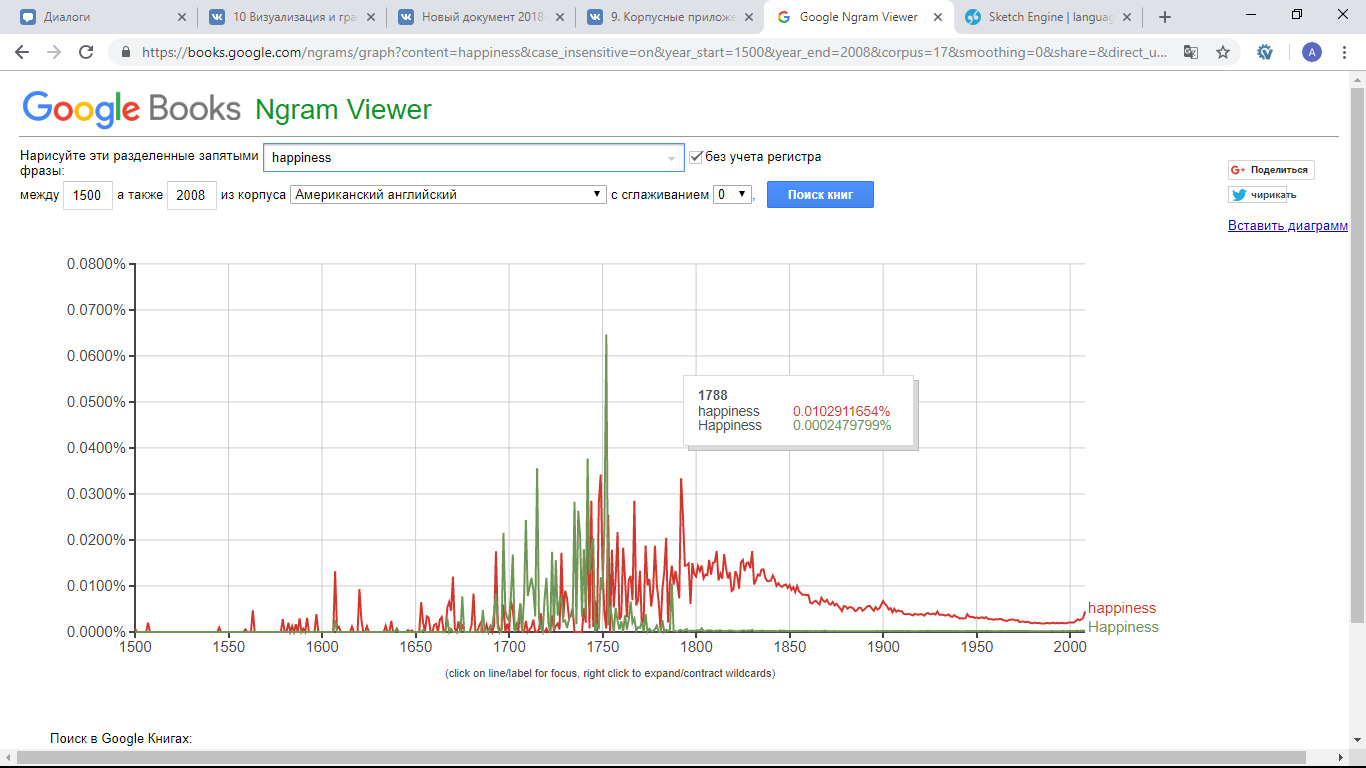 Диалоги
10 Визуализация и гра
Новый документ 2018-
9. Корпусные приложе
Google Ngram Viewer
Sketch Engine | langua
https://books.google.com/ngrams/graph?content=happiness&case_insensitive=on&year_start=1500&year_end=2008&corpus=17&smoothing=0&share=&direct_u...
A
Google Books Ngram Viewer
Нарисуйте эти разделенные запятыми фразы:
happiness
без учета регистра
между 1500 а также 2008 из корпуса Американский английский с сглаживанием 0 , Поиск книг
G+ Поделиться
чирикать
Вставить диаграмм
0.0800%
0.0700%
0.0600%
0.0500%
0.0400%
0.0300%
0.0200%
0.0100%
0.0000%
1788
happiness 0.0102911654%
Happiness 0.0002479799%
happiness
Happiness
1500 1550 1600 1650 1700 1750 1800 1850 1900 1950 2000
(click on line/label for focus, right click to expand/contract wildcards)
Поиск в Google Книгах: